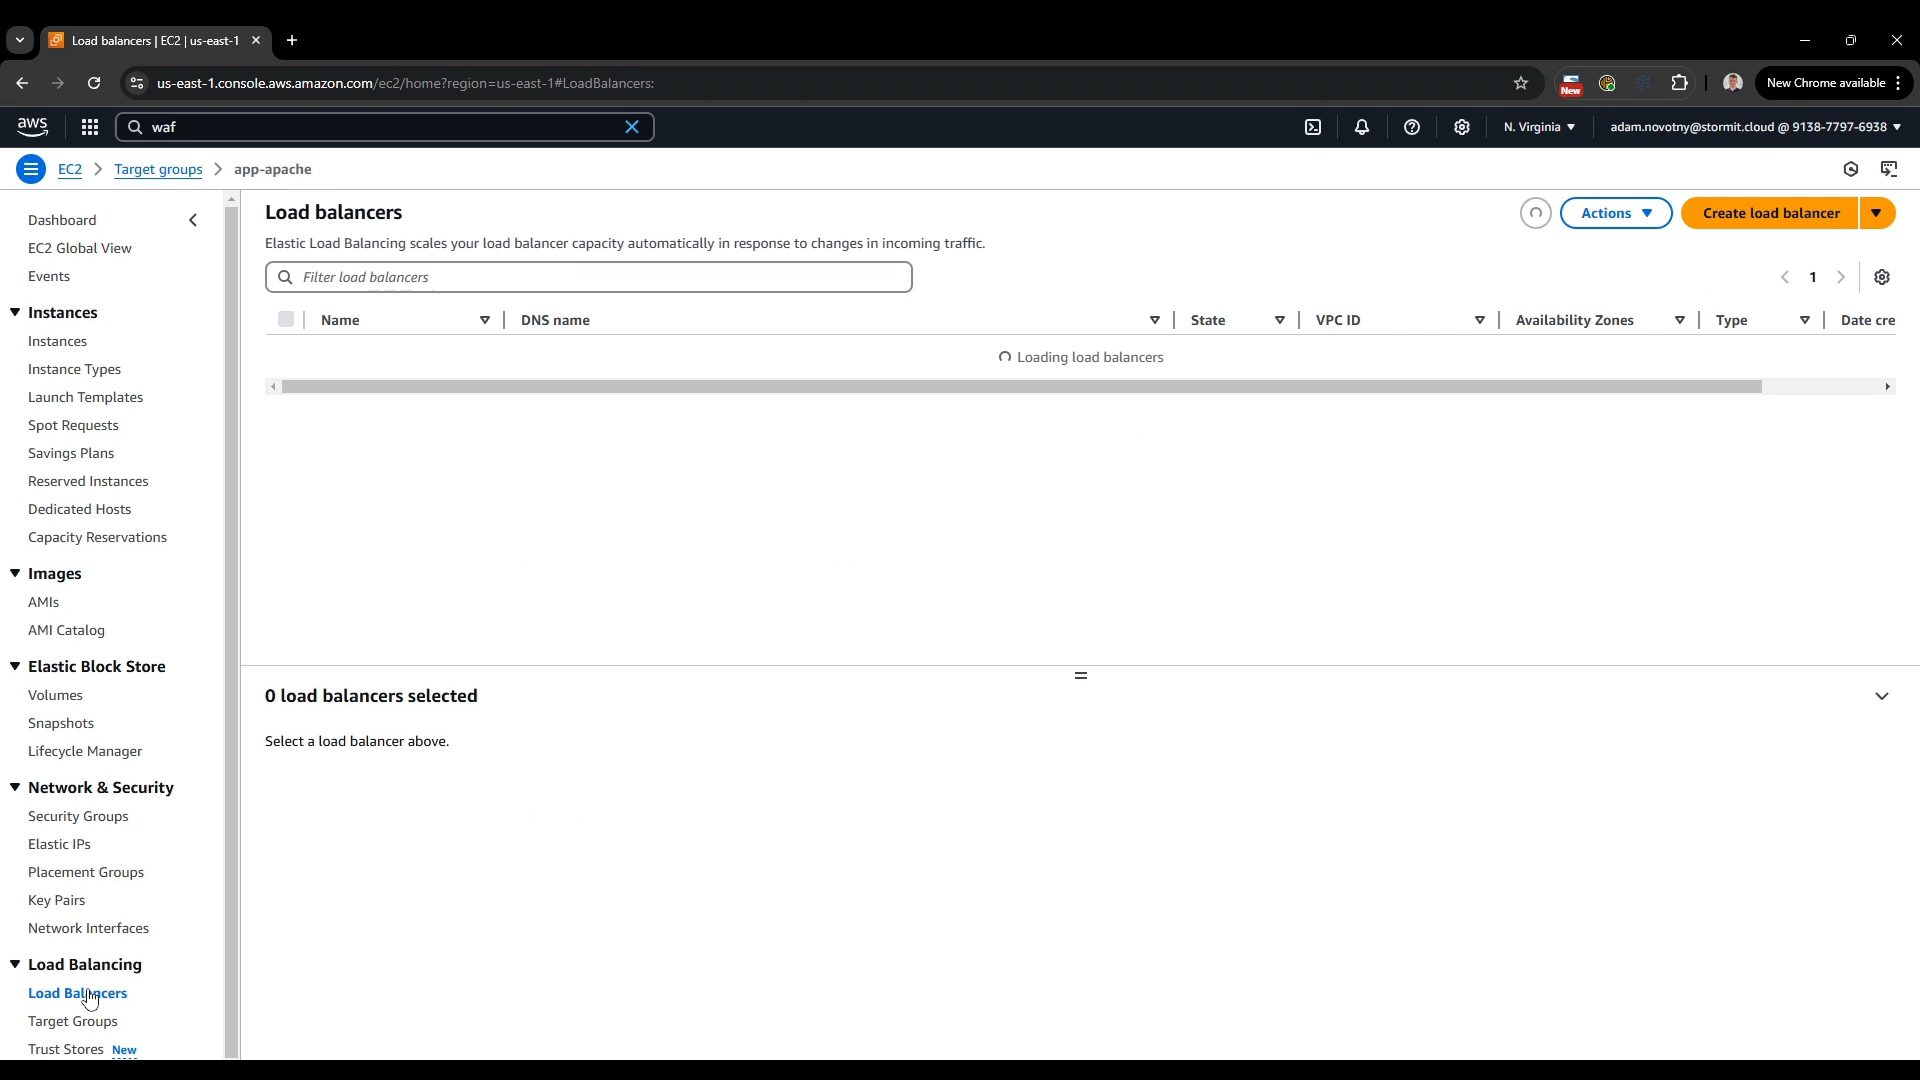 Load balancers | EC2 | us-east-1
us-east-1.console.aws.amazon.com/ec2/home?region=us-east-1#LoadBalancers:
New
New Chrome available
aws
waf
N. Virginia
adam.novotny@stormit.cloud @ 9138-7797-6938
EC2
Target groups
app-apache
Dashboard
EC2 Global View
Events
Instances
Instances
Instance Types
Launch Templates
Spot Requests
Savings Plans
Reserved Instances
Dedicated Hosts
Capacity Reservations
Images
AMIs
AMI Catalog
Elastic Block Store
Volumes
Snapshots
Lifecycle Manager
Network & Security
Security Groups
Elastic IPs
Placement Groups
Key Pairs
Network Interfaces
Load Balancing
Load Balancers
Target Groups
Trust Stores New
Load balancers
Actions
Create load balancer
Elastic Load Balancing scales your load balancer capacity automatically in response to changes in incoming traffic.
Filter load balancers
1
Name DNS name State VPC ID Availability Zones Type Date cre
Loading load balancers
0 load balancers selected
Select a load balancer above.